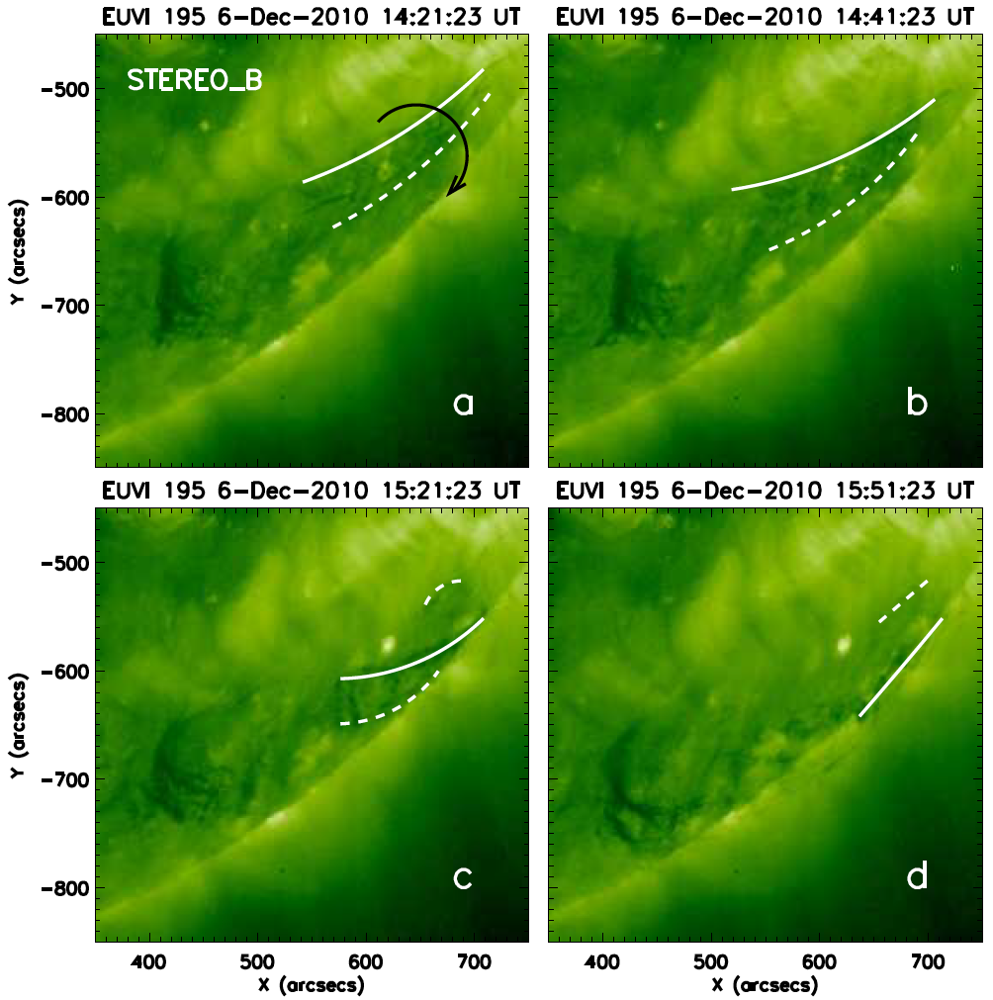 EUVI 195 6-Dec-2010 14:21:23 UT
EUVI 195 6-Dec-2010 14:41:23 UT
STEREO_B
-500
-600
-700
-800
Y (arcsecs)
a
b
EUVI 195 6-Dec-2010 15:21:23 UT
EUVI 195 6-Dec-2010 15:51:23 UT
-500
-600
-700
-800
Y (arcsecs)
c
d
400 500 600 700
X (arcsecs)
400 500 600 700
X (arcsecs)